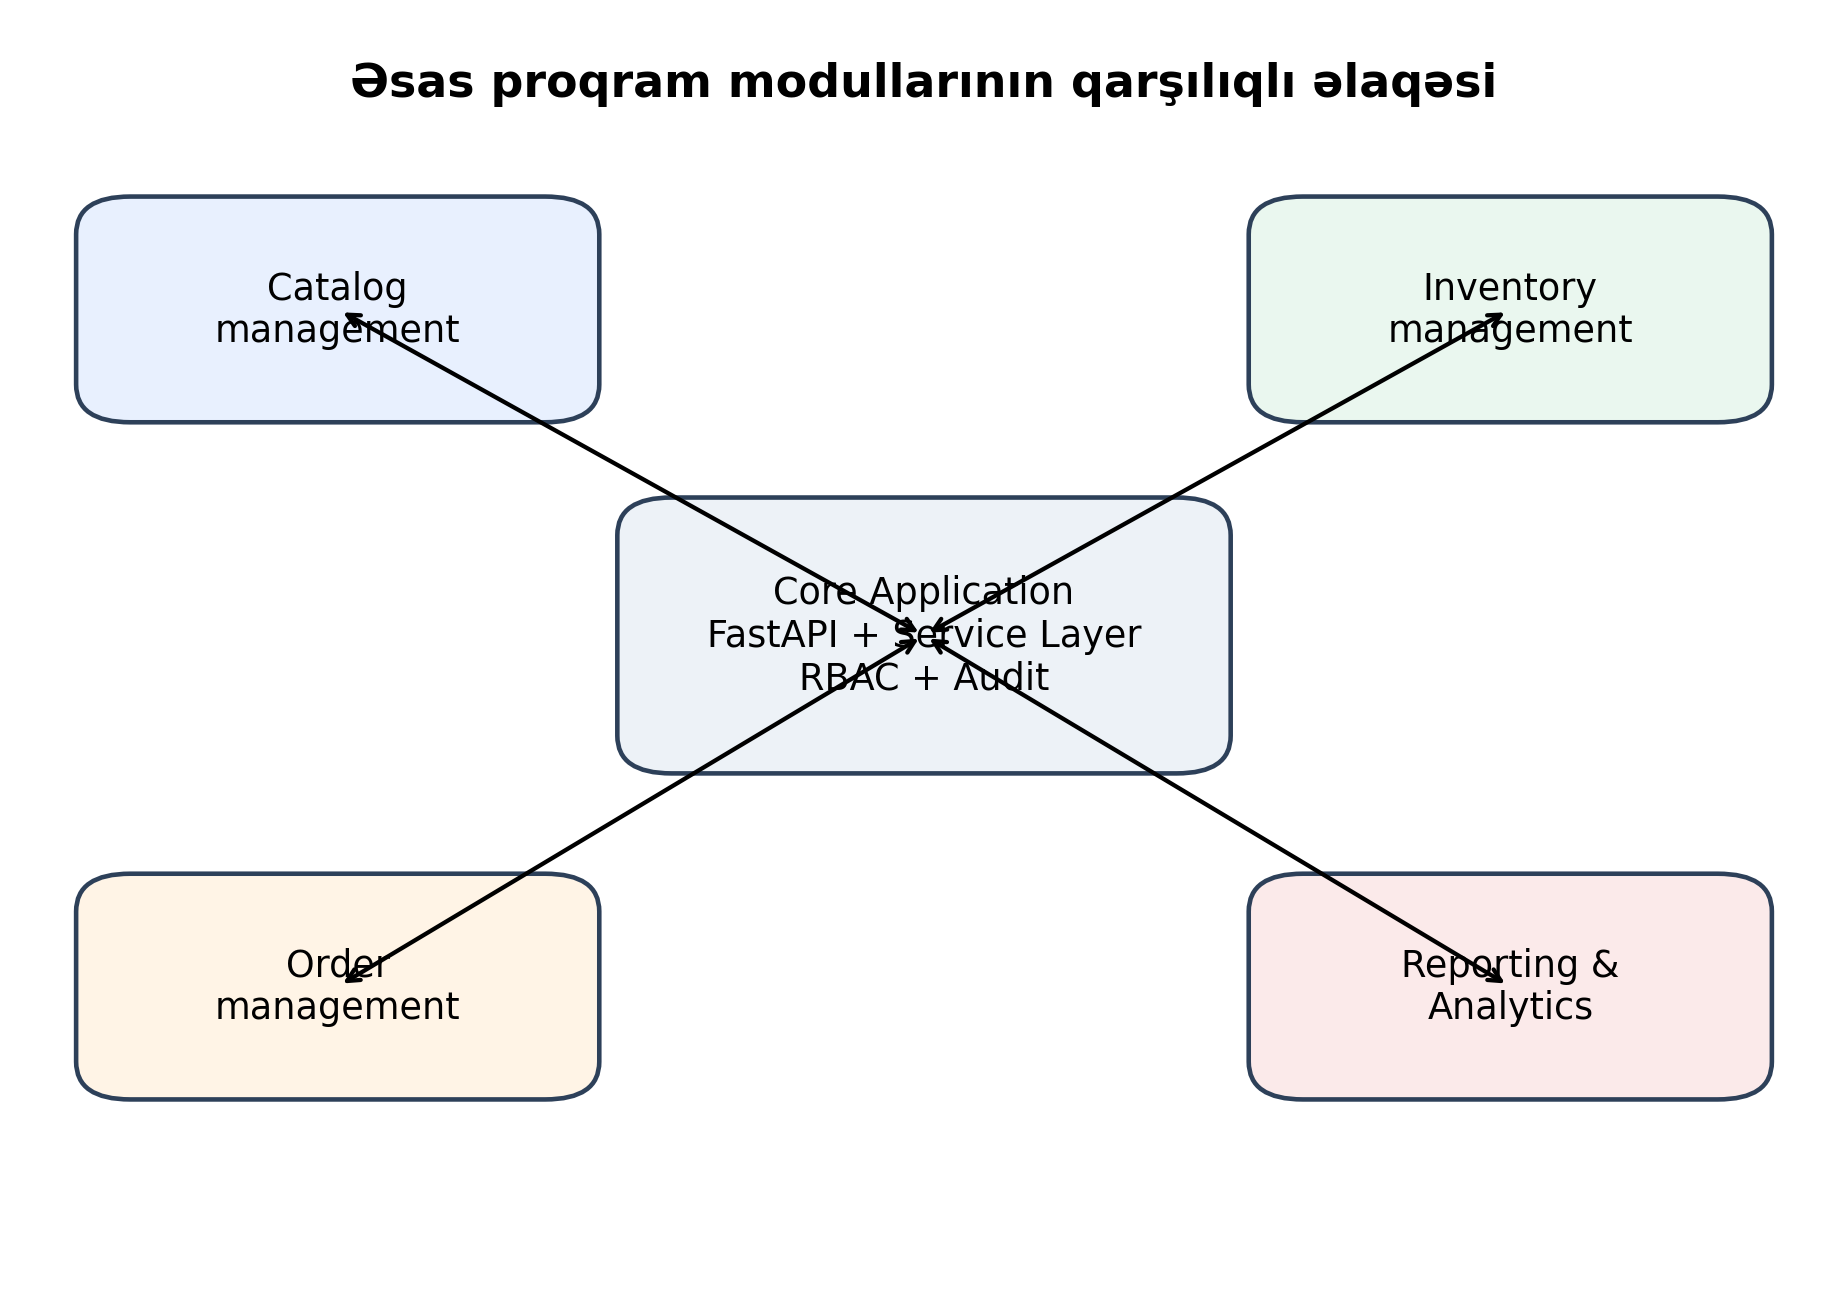 Əsas proqram modullarının qarşılıqlı əlaqəsi
Catalog
management
Inventory
management
Core Application
FastAPI + Service Layer
RBAC + Audit
Order
management
Reporting &
Analytics